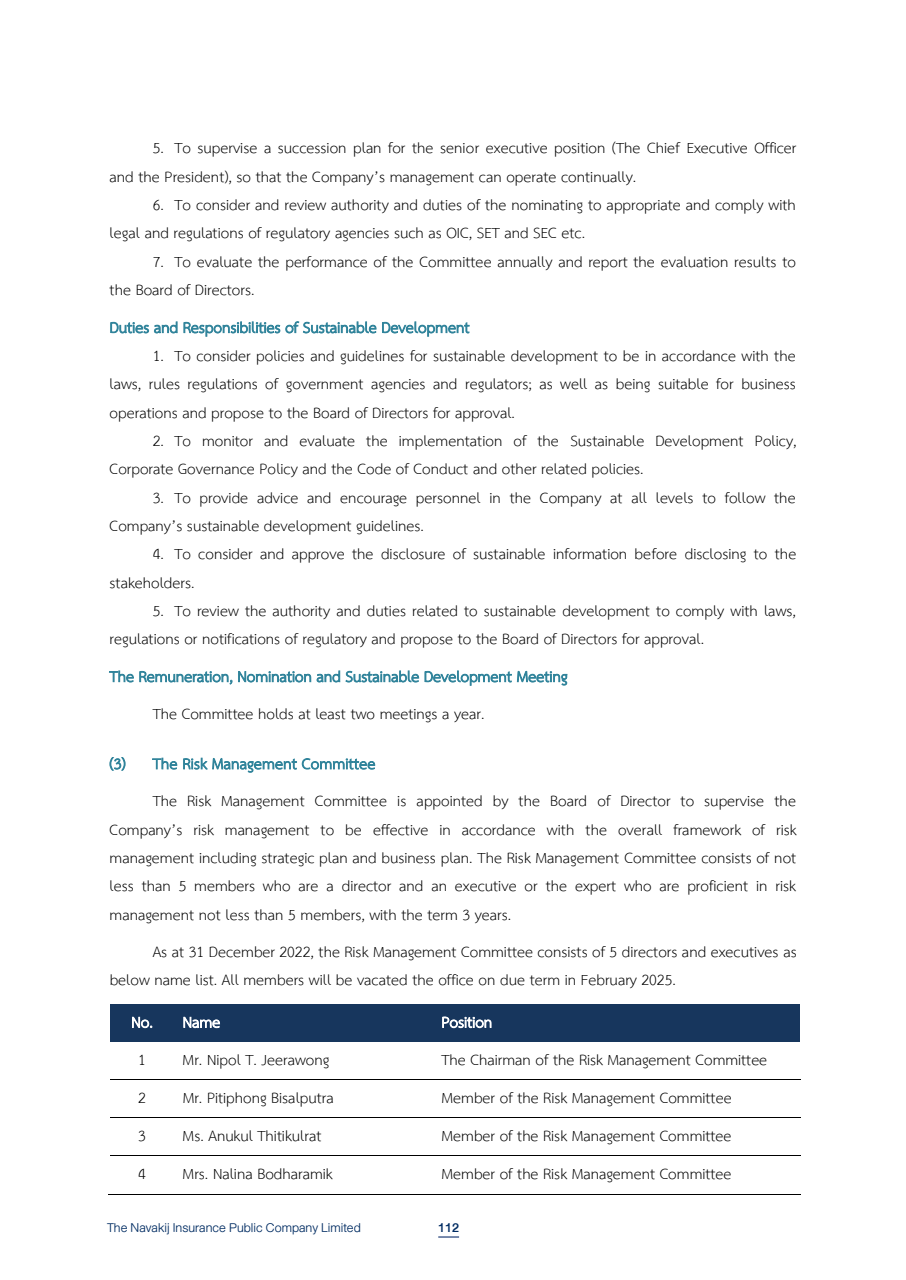 5. To supervise a succession plan for the senior executive position (The Chief Executive Officer
and the President), so that the Company's management can operate continually.
6. To consider and review authority and duties of the nominating to appropriate and comply with
legal and regulations of regulatory agencies such as OIC, SET and SEC etc.
7. To evaluate the performance of the Committee annually and report the evaluation results to
the Board of Directors.
Duties and Responsibilities of Sustainable Development
1. To consider policies and guidelines for sustainable development to be in accordance with the
laws, rules regulations of government agencies and regulators; as well as being suitable for business
operations and propose to the Board of Directors for approval.
2. To monitor and evaluate the implementation of the Sustainable Development Policy,
Corporate Governance Policy and the Code of Conduct and other related policies.
3. To provide advice and encourage personnel in the Company at all levels to follow the
Company's sustainable development guidelines.
4. To consider and approve the disclosure of sustainable information before disclosing to the
stakeholders.
5. To review the authority and duties related to sustainable development to comply with laws,
regulations or notifications of regulatory and propose to the Board of Directors for approval.
The Remuneration, Nomination and Sustainable Development Meeting
The Committee holds at least two meetings a year.
(3) The Risk Management Committee
The Risk Management Committee is appointed by the Board of Director to supervise the
Company's risk management to be effective in accordance with the overall framework of risk
management including strategic plan and business plan. The Risk Management Committee consists of not
less than 5 members who are a director and an executive or the expert who are proficient in risk
management not less than 5 members, with the term 3 years.
As at 31 December 2022, the Risk Management Committee consists of 5 directors and executives as
below name list. All members will be vacated the office on due term in February 2025.
No. Name Position
1 Mr. Nipol T. Jeerawong The Chairman of the Risk Management Committee
2 Mr. Pitiphong Bisalputra Member of the Risk Management Committee
3 Ms. Anukul Thitikulrat Member of the Risk Management Committee
4 Mrs. Nalina Bodharamik Member of the Risk Management Committee
The Navakij Insurance Public Company Limited 112